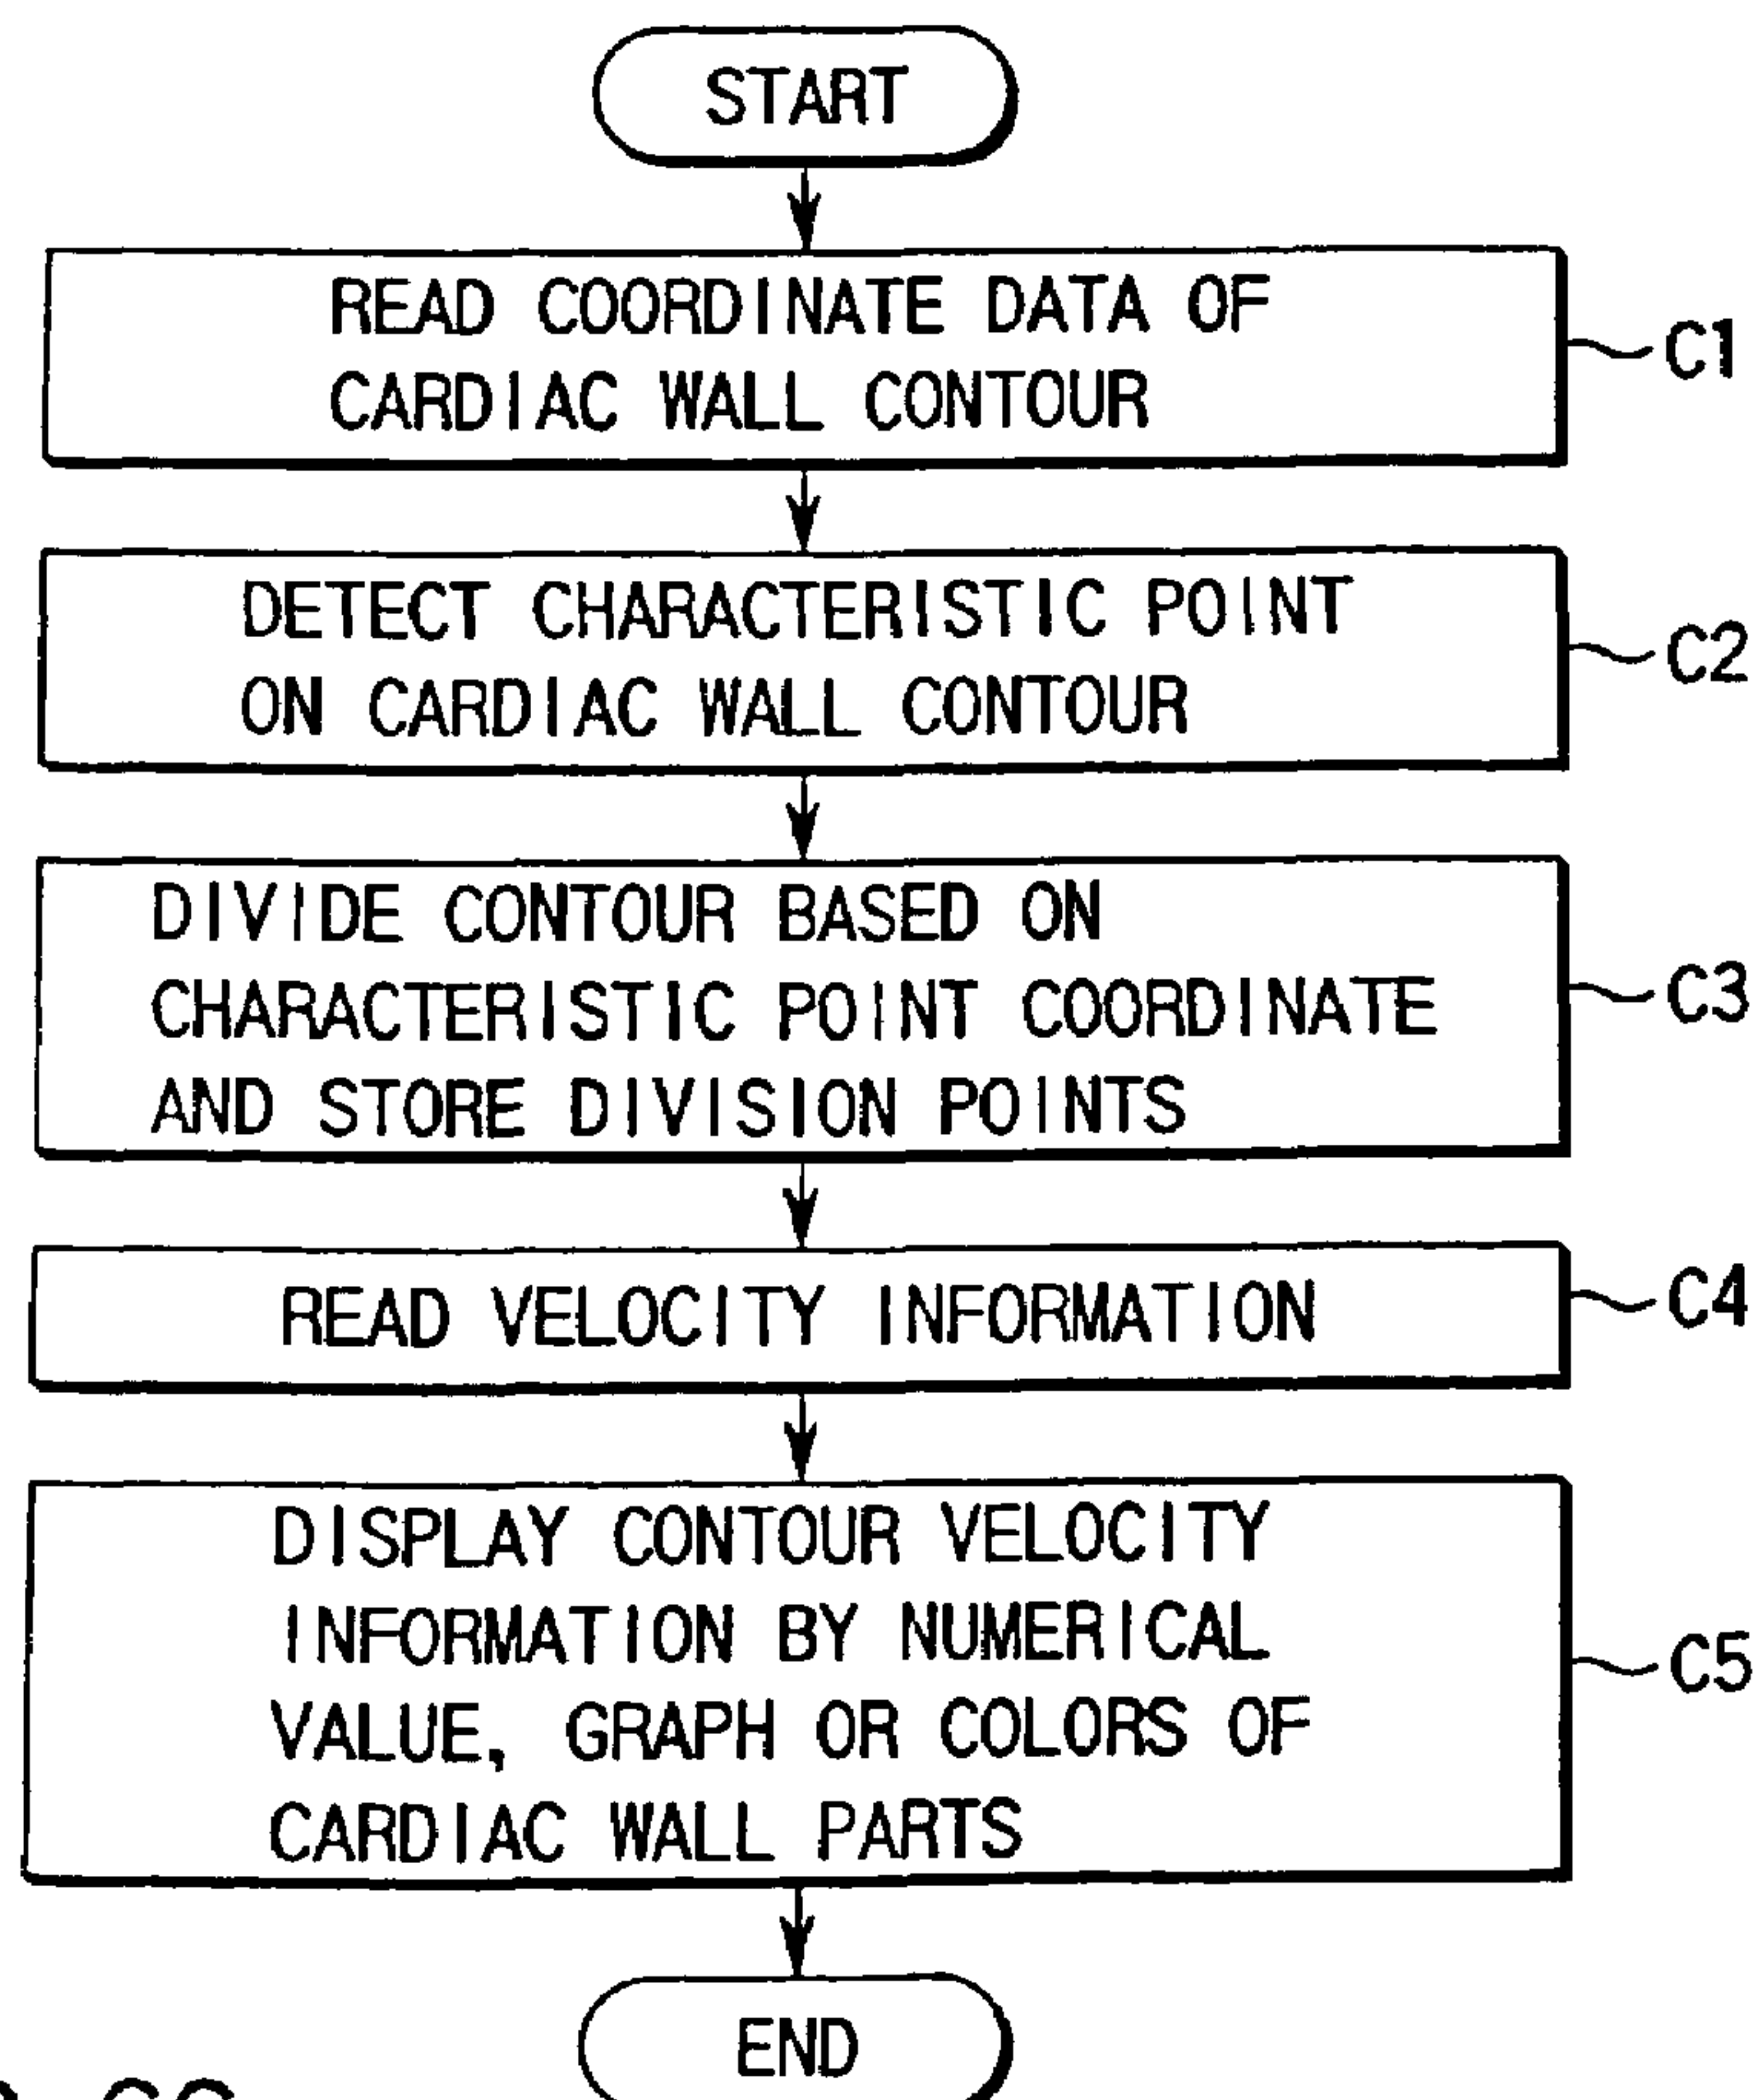 START
READ COORDINATE DATA OF
CARDIAC WALL CONTOUR
C1
DETECT CHARACTERISTIC POINT
ON CARDIAC WALL CONTOUR
C2
DIVIDE CONTOUR BASED ON
CHARACTERISTIC POINT COORDINATE
AND STORE DIVISION POINTS
C3
READ VELOCITY INFORMATION
C4
DISPLAY CONTOUR VELOCITY
INFORMATION BY NUMERICAL
VALUE, GRAPH OR COLORS OF
CARDIAC WALL PARTS
C5
END